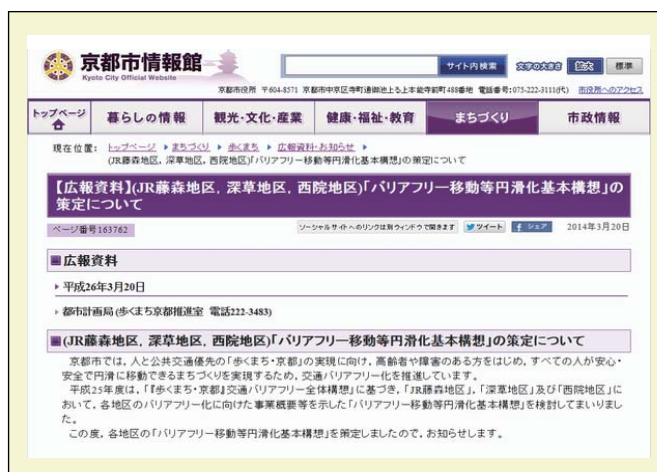 京都市情報館
Kyoto City Official Website
サイト内検索
文字の大きさ 拡大 標準
京都市役所 〒604-8571 京都市中京区寺町通御池上る上本能寺前町488番地 電話番号:075-222-3111(代) 市役所へのアクセス
トップページ 暮らしの情報 観光・文化・産業 健康・福祉・教育 まちづくり 市政情報
現在位置: トップページ まちづくり 歩くまち 広報資料・お知らせ
(JR藤森地区，深草地区，西院地区)「バリアフリー移動等円滑化基本構想」の策定について
【広報資料】(JR藤森地区，深草地区，西院地区)「バリアフリー移動等円滑化基本構想」の
策定について
ページ番号163762
ソーシャルサイトへのリンクは別ウィンドウで開きます ツイート シェア 2014年3月20日
広報資料
平成26年3月20日
都市計画局(歩くまち京都推進室 電話222-3483)
(JR藤森地区，深草地区，西院地区)「バリアフリー移動等円滑化基本構想」の策定について
京都市では，人と公共交通優先の「歩くまち・京都」の実現に向け，高齢者や障害のある方をはじめ，すべての人が安心・
安全で円滑に移動できるまちづくりを実現するため，交通バリアフリー化を推進しています。
平成25年度は，「『歩くまち・京都』交通バリアフリー全体構想」に基づき，「JR藤森地区」，「深草地区」及び「西院地区」に
おいて，各地区のバリアフリー化に向けた事業概要等を示した「バリアフリー移動等円滑化基本構想」を検討してまいりまし
た。
この度，各地区の「バリアフリー移動等円滑化基本構想」を策定しましたので，お知らせします。